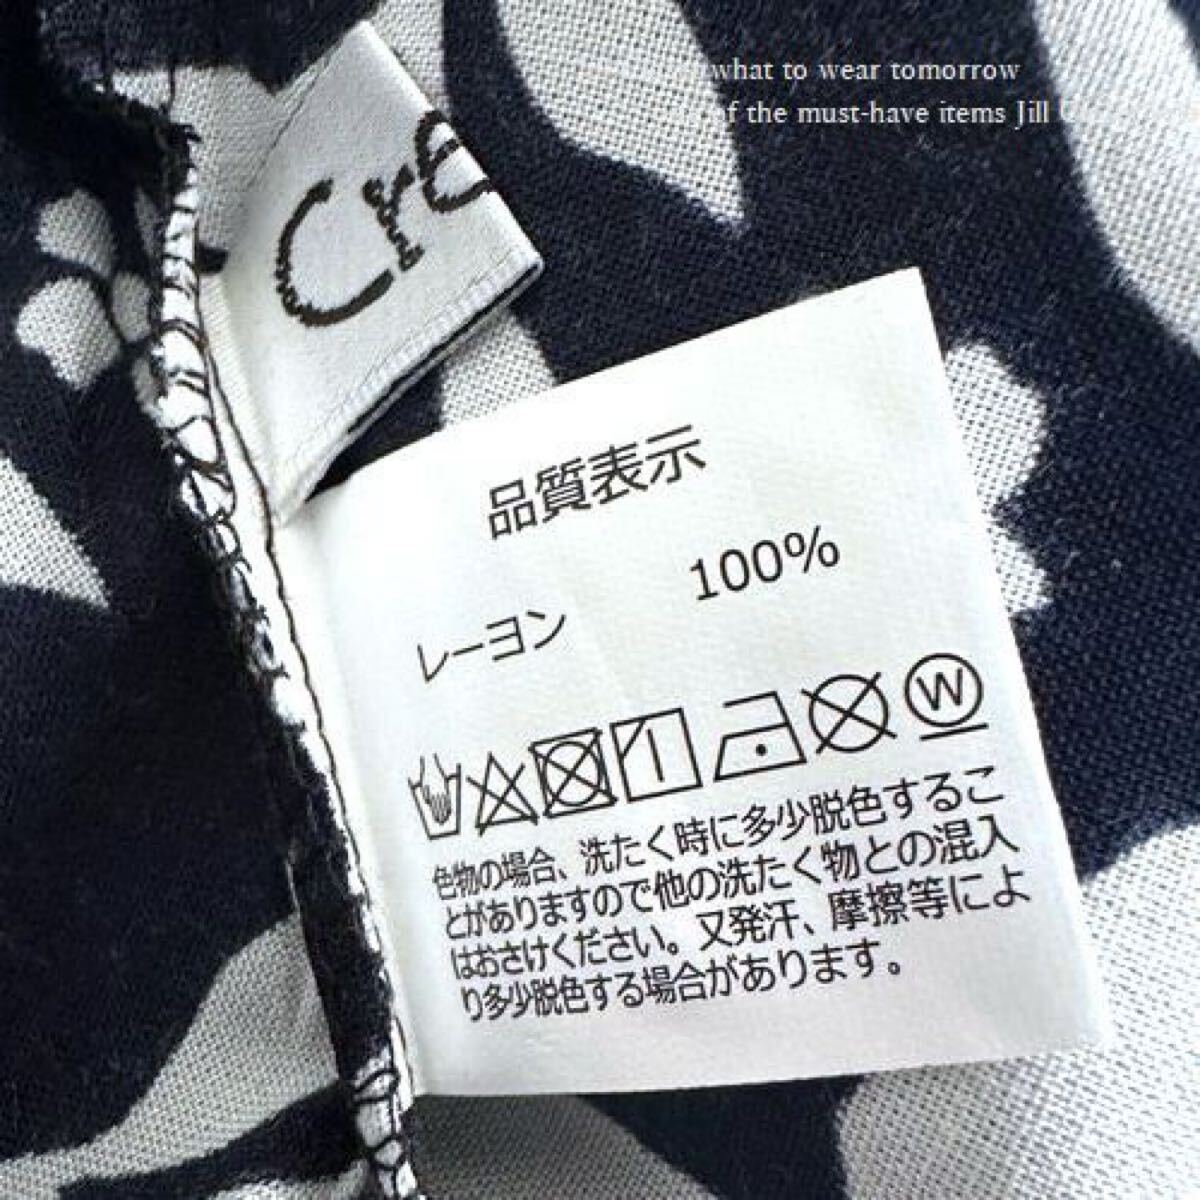 what to wear tomorrow
of the must-have items Jill
Cre
品質表示
レーヨン 100%
W
色物の場合、洗たく時に多少脱色するこ
とがありますので他の洗たく物との混入
はおさけください。又発汗、摩擦等によ
り多少脱色する場合があります。